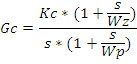 Gc = Kc * (1 + s/Wz) / s * (1 + s/Wp)